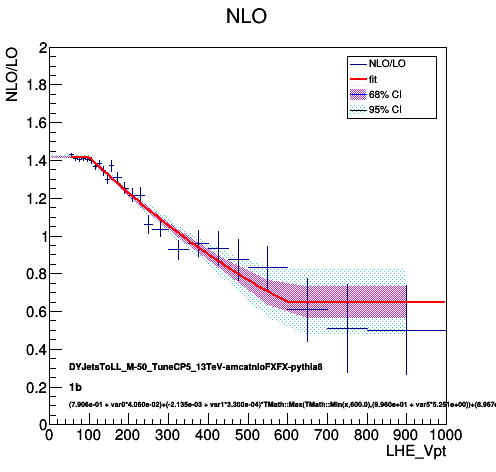 NLO
NLO/LO
2
1.8
1.6
1.4
1.2
1
0.8
0.6
0.4
0.2
0
NLO/LO
fit
68% CI
95% CI
DYJetsToLL_M-50_TuneCP5_13TeV-amcatnloFXFX-pythia8
1b
(7.906e-01 + var0*4.060e-02)+(-2.135e-03 + var1*3.300e-04)*TMath::Max(TMath::Min(x,600.0),(9.960e+01 + var5*5.251e+00))+(8.967e
0 100 200 300 400 500 600 700 800 900 1000
LHE_Vpt